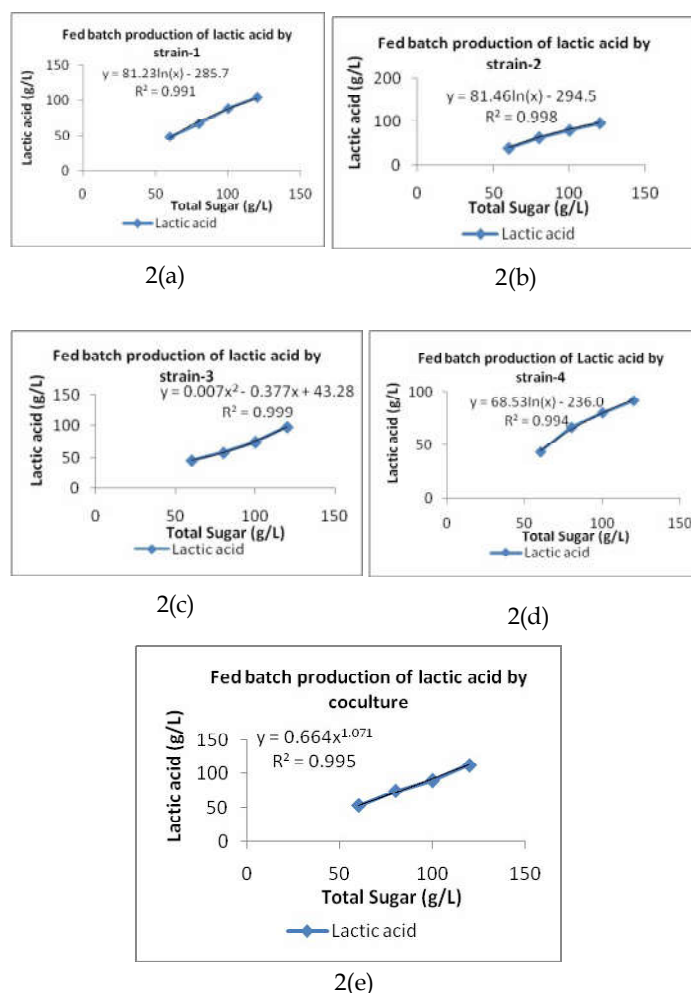 Fed batch production of lactic acid by
strain-1
y = 81.23ln(x) - 285.7
R² = 0.991
Lactic acid (g/L)
150
100
50
0
0 50 100 150
Total Sugar (g/L)
Lactic acid
2(a)
Fed batch production of lactic acid by
strain-2
y = 81.46ln(x) - 294.5
R² = 0.998
Lactic acid (g/L)
200
100
0
0 50 100 150
Total Sugar (g/L)
Lactic acid
2(b)
Fed batch production of lactic acid by
strain-3
y = 0.007x² - 0.377x + 43.28
R² = 0.999
Lactic acid (g/L)
150
100
50
0
0 50 100 150
Total Sugar (g/L)
Lactic acid
2(c)
Fed batch production of Lactic acid by
strain-4
y = 68.53ln(x) - 236.0
R² = 0.994
Lactic acid (g/L)
100
50
0
0 50 100 150
Total Sugar (g/L)
Lactic acid
2(d)
Fed batch production of lactic acid by
coculture
y = 0.664x^1.071
R² = 0.995
Lactic acid (g/L)
150
100
50
0
0 50 100 150
Total Sugar (g/L)
Lactic acid
2(e)